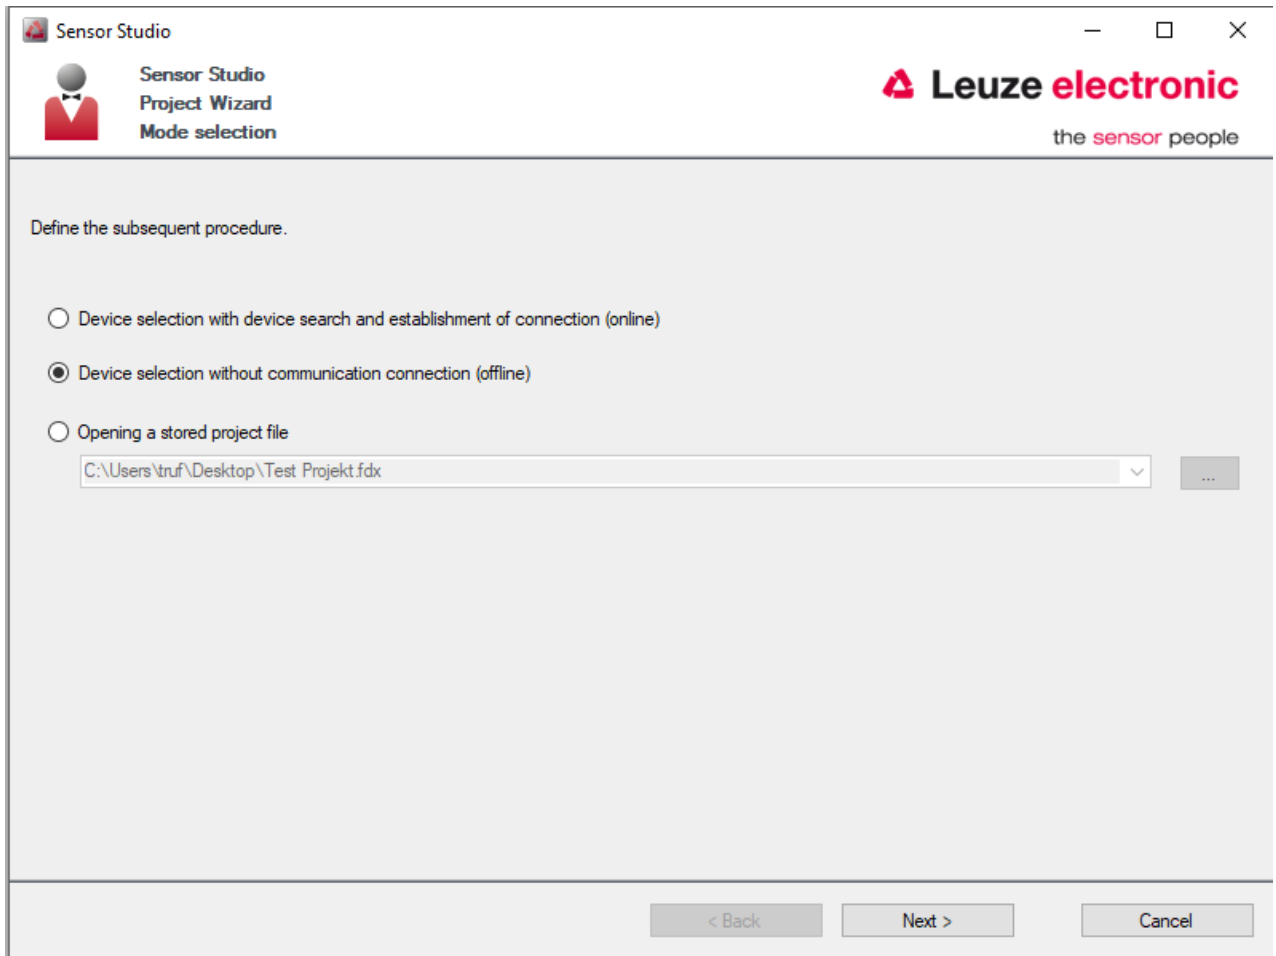 Sensor Studio
Sensor Studio
Project Wizard
Mode selection
Leuze electronic
the sensor people
Define the subsequent procedure.
Device selection with device search and establishment of connection (online)
Device selection without communication connection (offline)
Opening a stored project file
C:\Users\truf\Desktop\Test Projekt.fdx
...
< Back
Next >
Cancel